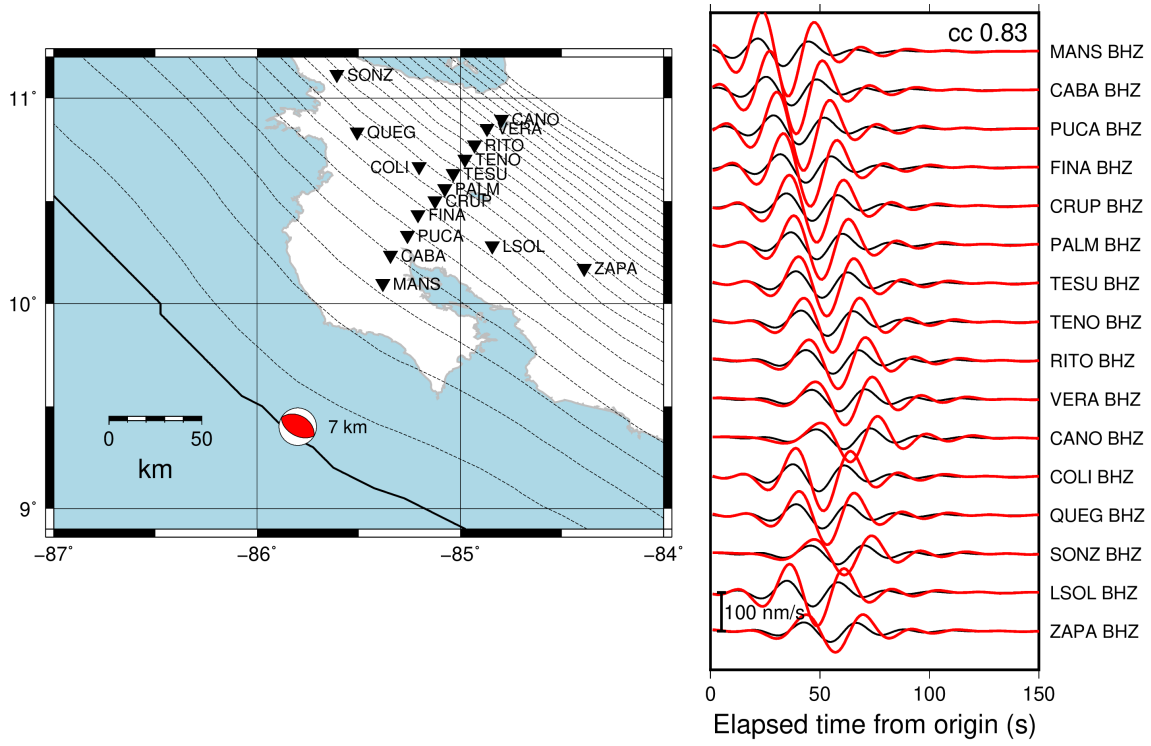 SONZ
11°
CANO
VERA
QUEG
RITO
TENO
COLI
TESU
PALM
CRUP
FINA
PUCA
LSOL
CABA
ZAPA
MANS
10°
7 km
0 50
km
9°
−87° −86° −85° −84°
cc 0.83
MANS BHZ
CABA BHZ
PUCA BHZ
FINA BHZ
CRUP BHZ
PALM BHZ
TESU BHZ
TENO BHZ
RITO BHZ
VERA BHZ
CANO BHZ
COLI BHZ
QUEG BHZ
SONZ BHZ
LSOL BHZ
100 nm/s
ZAPA BHZ
0 50 100 150
Elapsed time from origin (s)